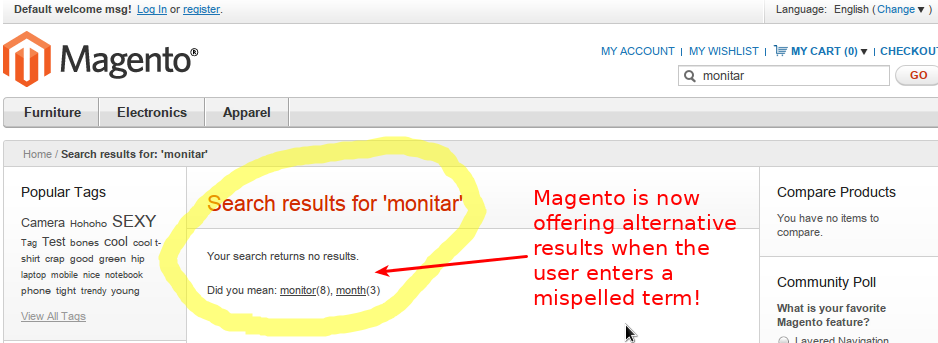 Default welcome msg! Log In or register.
Language: English (Change ▼)
Magento®
MY ACCOUNT | MY WISHLIST | MY CART (0) ▼ | CHECKOUT
monitar
GO
Furniture
Electronics
Apparel
Home / Search results for: 'monitar'
Popular Tags
Camera Hohoho SEXY
Tag Test bones cool cool t-
shirt crap good green hip
laptop mobile nice notebook
phone tight trendy young
View All Tags
Search results for 'monitar'
Your search returns no results.
Did you mean: monitor(8), month(3)
Magento is now
offering alternative
results when the
user enters a
mispelled term!
Compare Products
You have no items to
compare.
Community Poll
What is your favorite
Magento feature?
Layered Navigation